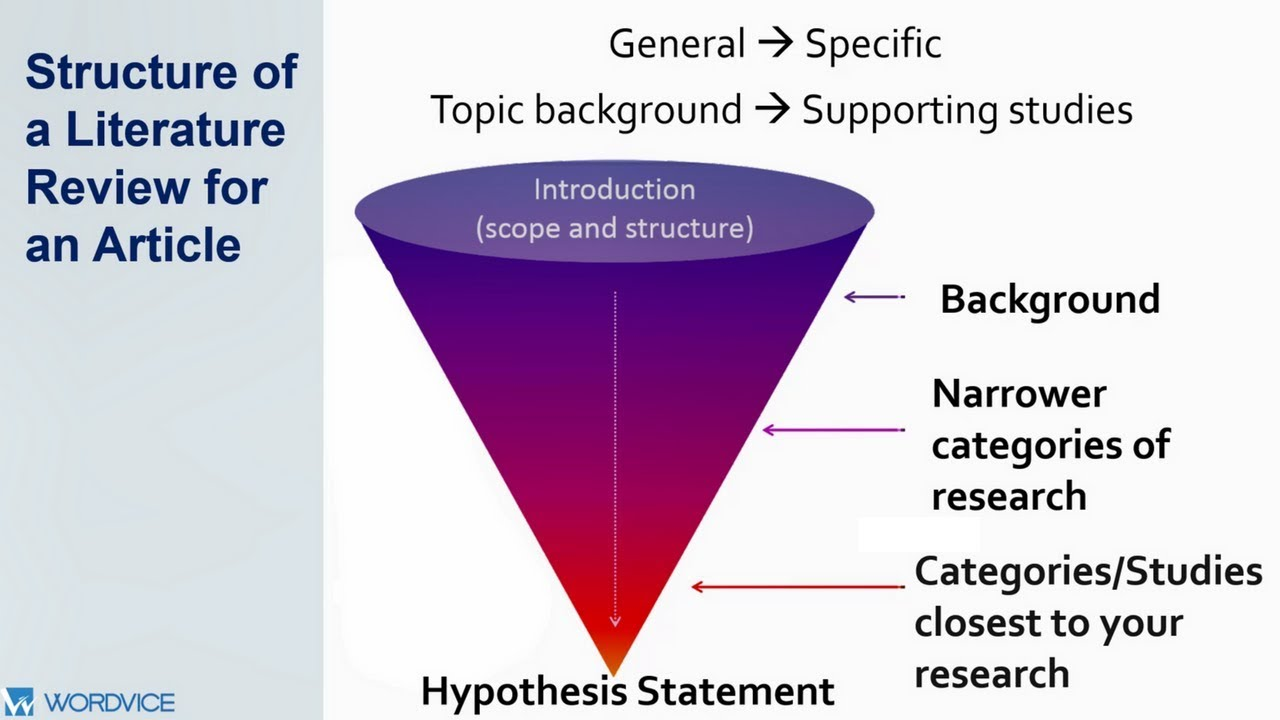 Structure of
a Literature
Review for
an Article
General → Specific
Topic background → Supporting studies
Introduction
(scope and structure)
Background
Narrower
categories of
research
Categories/Studies
closest to your
research
Hypothesis Statement
WORDVICE